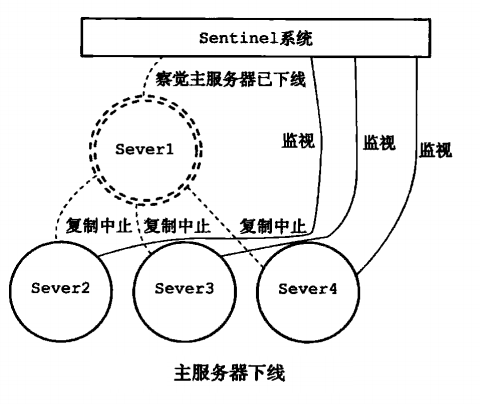 Sentinel系统
察觉主服务器已下线
Sever1
监视
监视
监视
复制中止
复制中止
复制中止
Sever2
Sever3
Sever4
主服务器下线